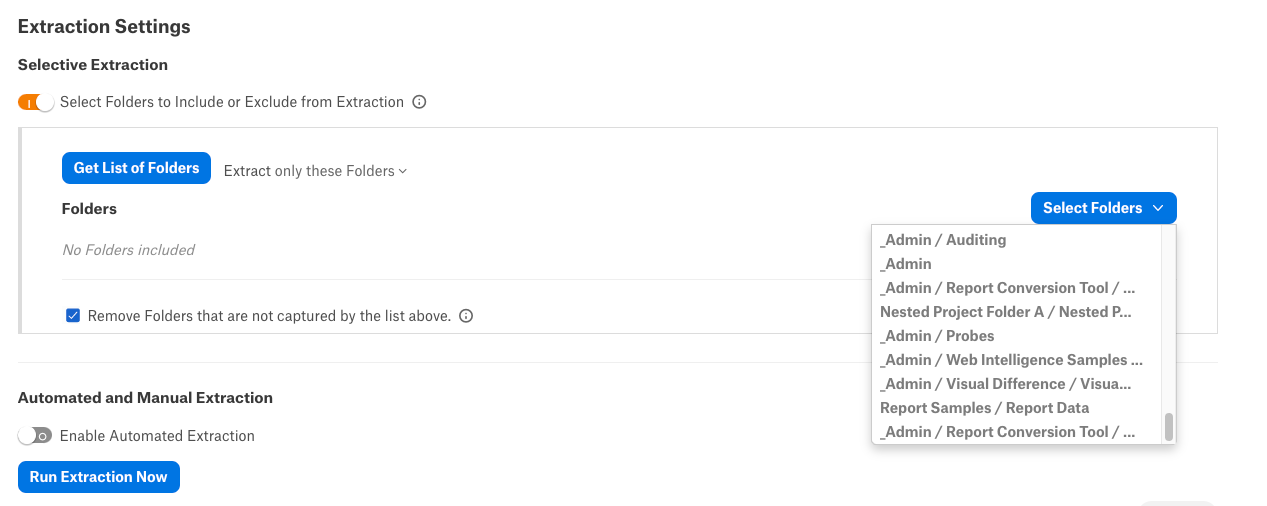 Extraction Settings
Selective Extraction
Select Folders to Include or Exclude from Extraction
Get List of Folders
Extract only these Folders
Folders
Select Folders
No Folders included
_Admin / Auditing
_Admin
_Admin / Report Conversion Tool / ...
Nested Project Folder A / Nested P...
_Admin / Probes
_Admin / Web Intelligence Samples ...
_Admin / Visual Difference / Visua...
Report Samples / Report Data
_Admin / Report Conversion Tool / ...
Remove Folders that are not captured by the list above.
Automated and Manual Extraction
Enable Automated Extraction
Run Extraction Now